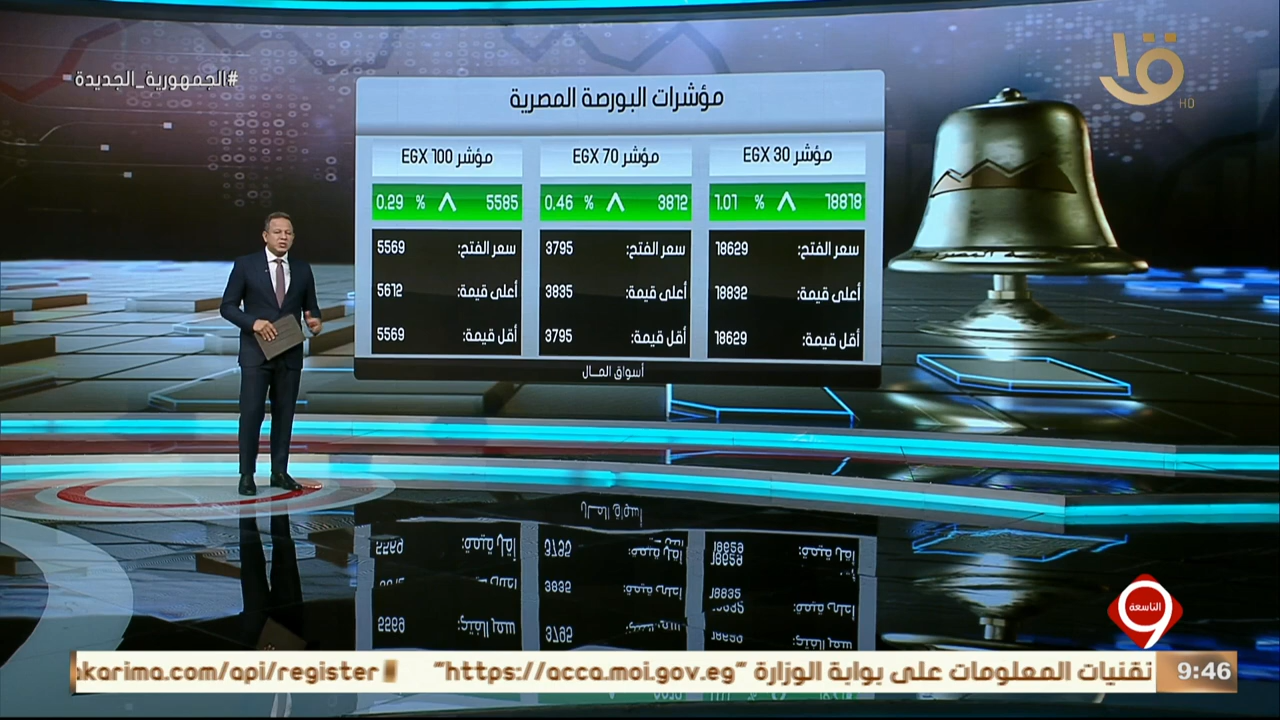 #الجمهورية_الجديدة
HD
مؤشرات البورصة المصرية
مؤشر EGX 30
18818 % 1.01
سعر الفتح: 18629
أعلى قيمة: 18832
أقل قيمة: 18629
مؤشر EGX 70
3812 % 0.46
سعر الفتح: 3795
أعلى قيمة: 3835
أقل قيمة: 3795
مؤشر EGX 100
5585 % 0.29
سعر الفتح: 5569
أعلى قيمة: 5612
أقل قيمة: 5569
أسواق المـال
التاسعة
9
9:46
تقنيات المعلومات على بوابة الوزارة "https://acca.moi.gov.eg"
karima.com/api/register